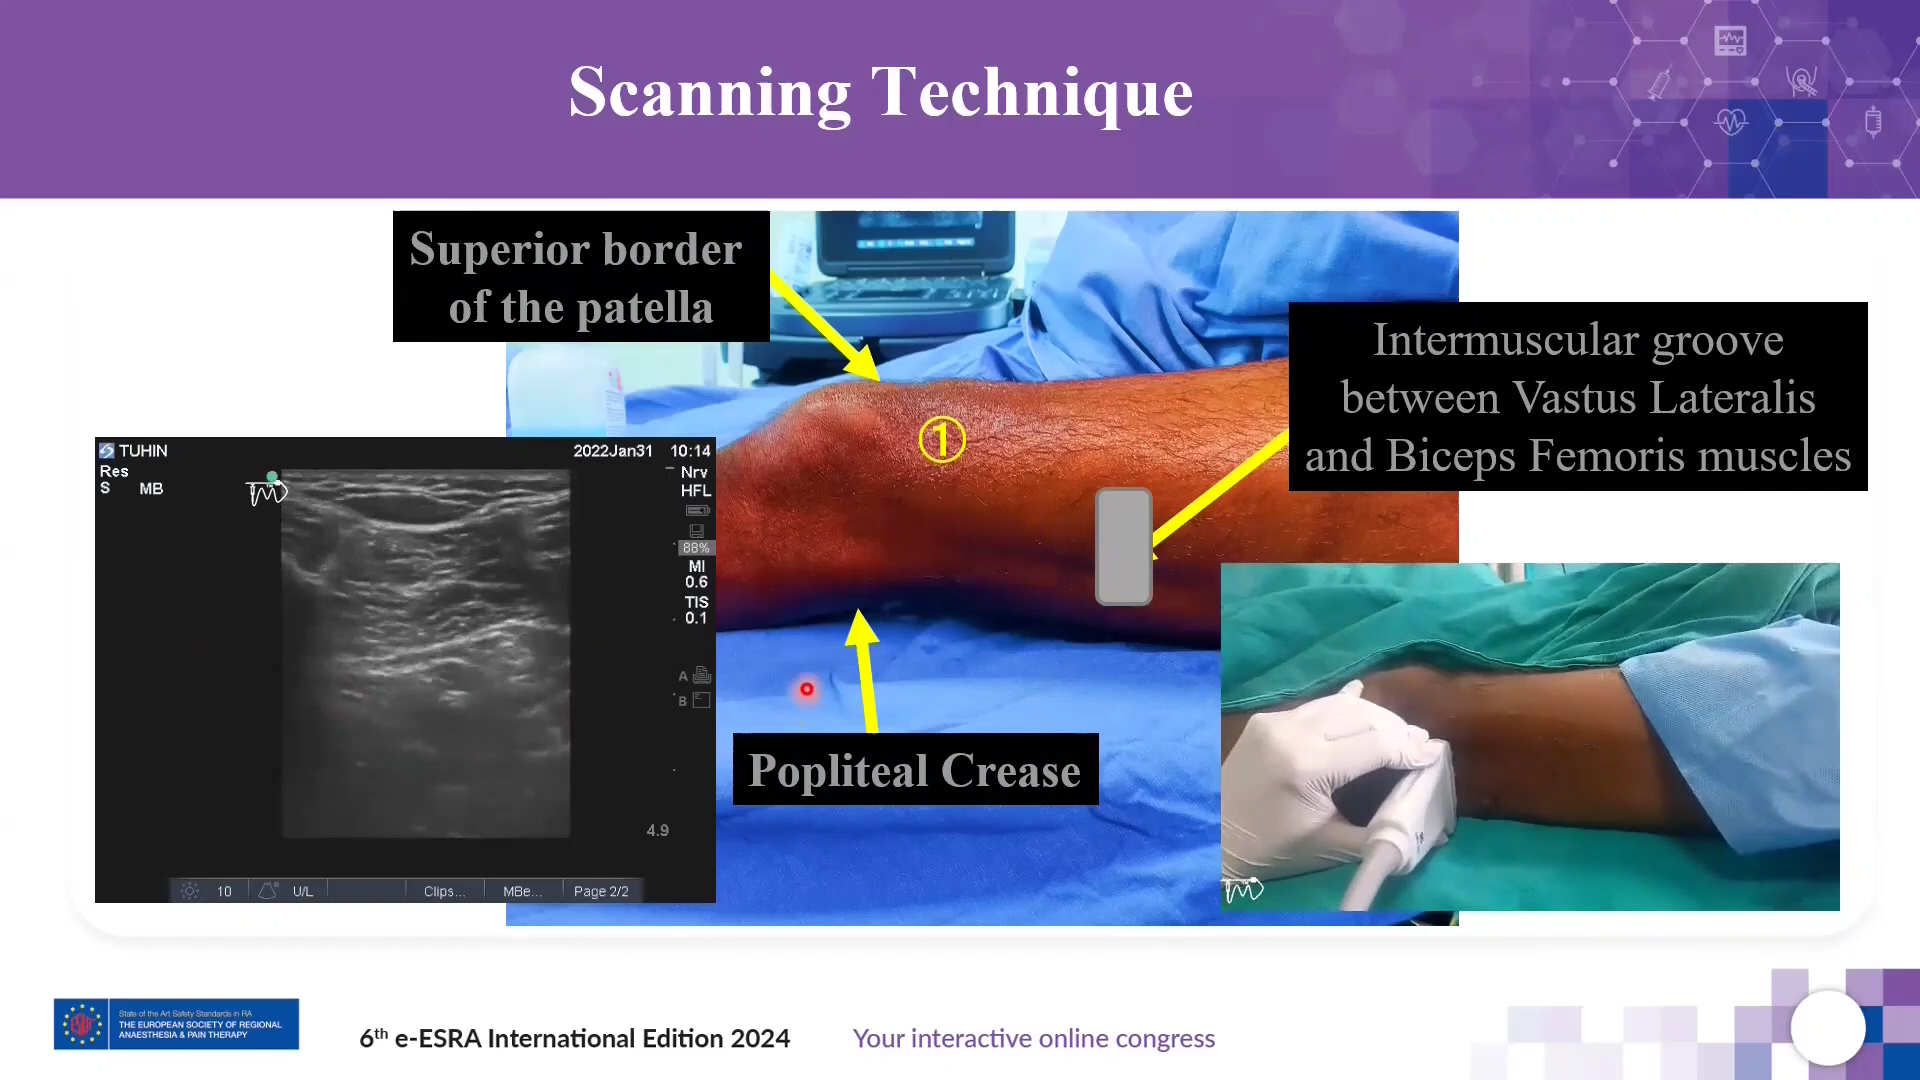 Scanning Technique
Superior border
of the patella
Intermuscular groove
between Vastus Lateralis
and Biceps Femoris muscles
①
TUHIN
2022Jan31 10:14
Res
S MB
Nrv
HFL
88%
MI
0.6
TIS
0.1
A
B
4.9
10 U/L Clips... MBe... Page 2/2
Popliteal Crease
State of the Art Safety Standards in RA
THE EUROPEAN SOCIETY OF REGIONAL
ANAESTHESIA & PAIN THERAPY
6th e-ESRA International Edition 2024
Your interactive online congress